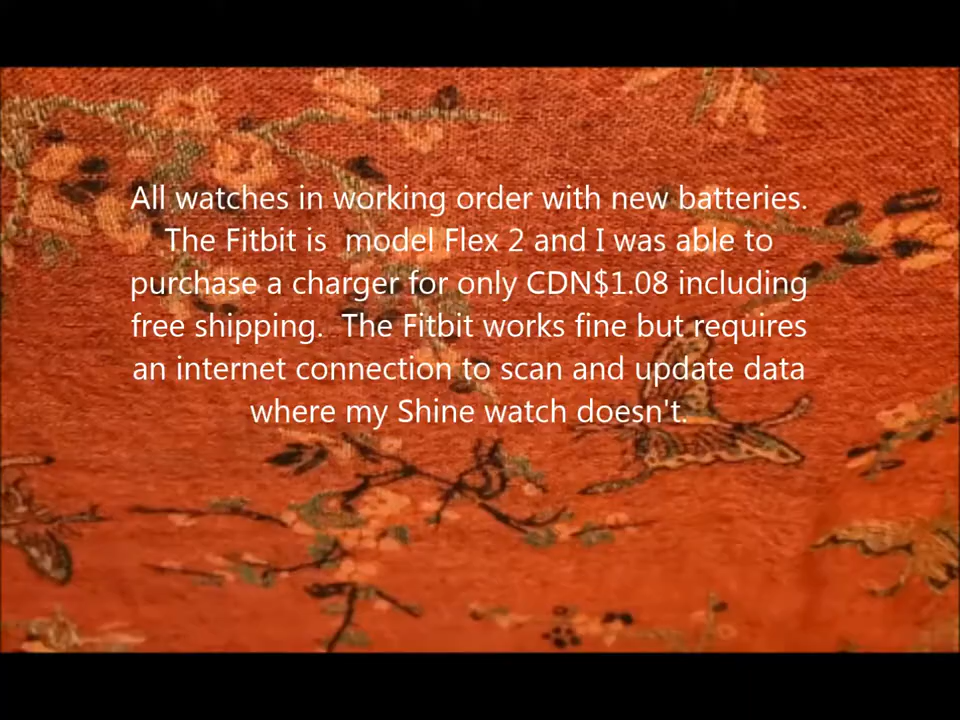 All watches in working order with new batteries.
The Fitbit is  model Flex 2 and I was able to
purchase a charger for only CDN$1.08 including
free shipping.  The Fitbit works fine but requires
an internet connection to scan and update data
where my Shine watch doesn't.